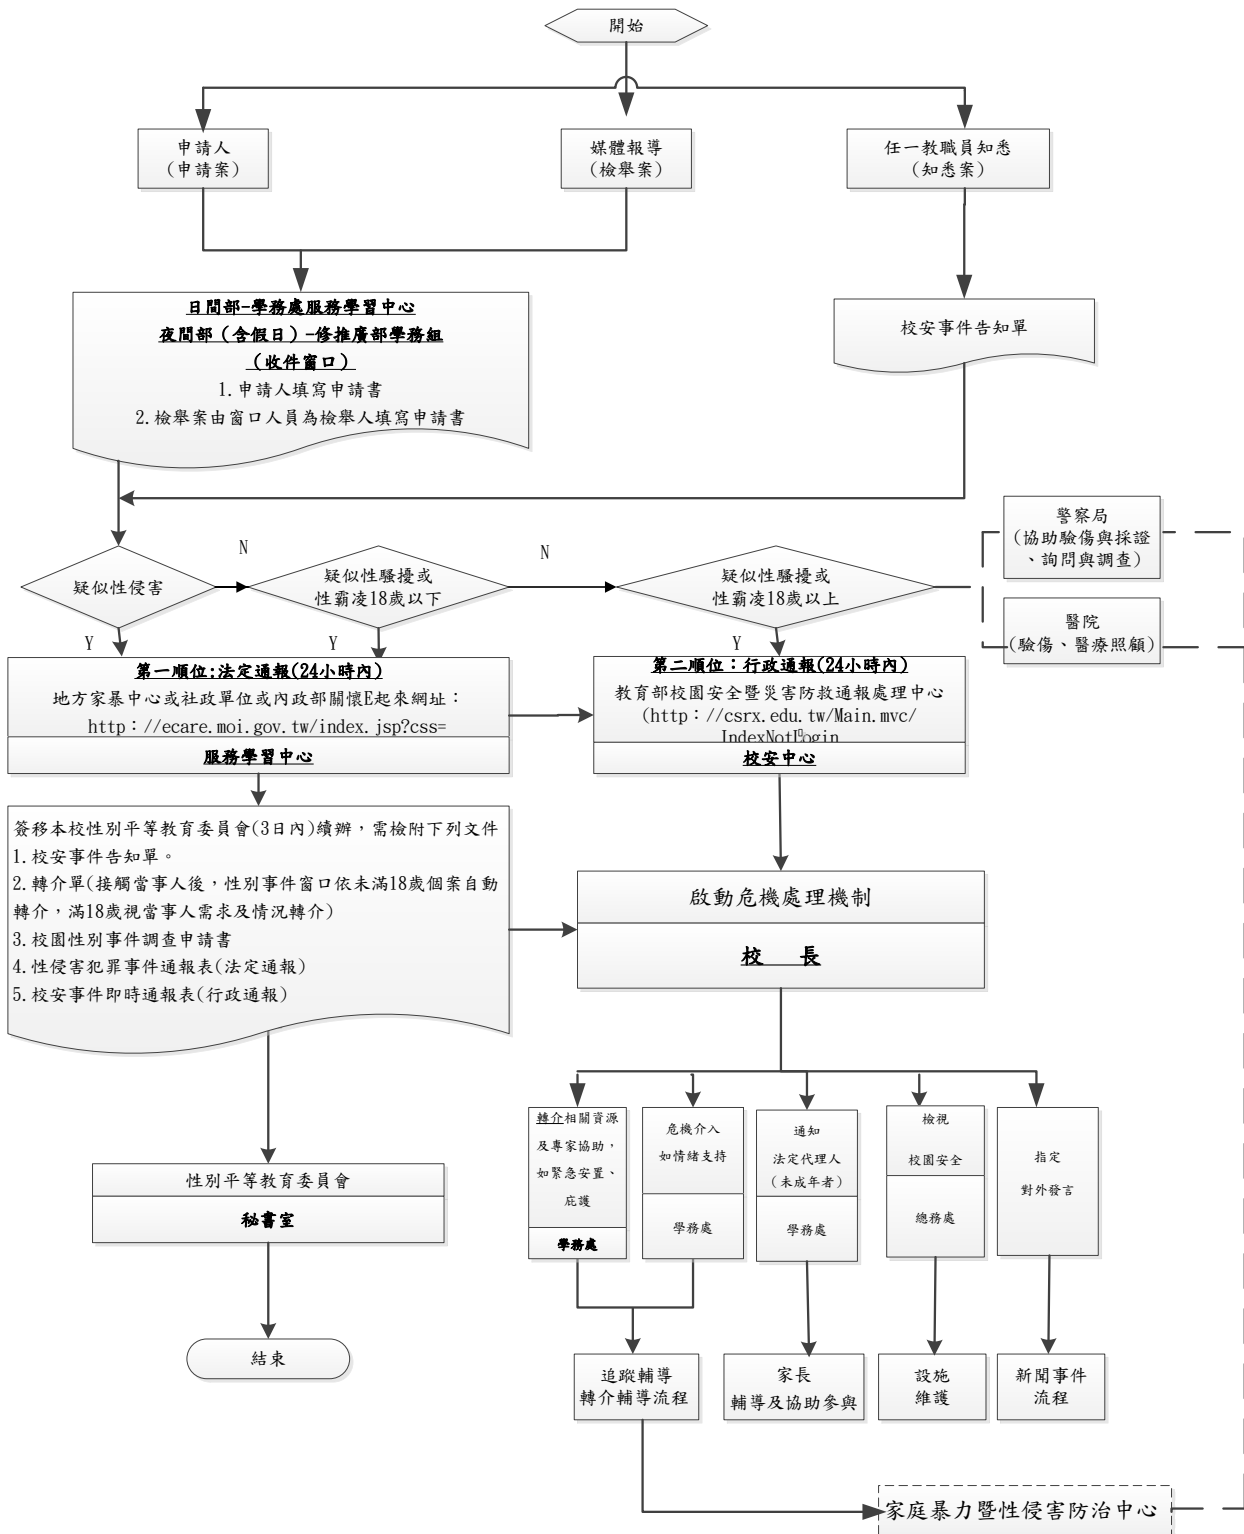 開始
申請人
(申請案)
媒體報導
(檢舉案)
任一教職員知悉
(知悉案)
日間部-學務處服務學習中心
夜間部（含假日）-修推廣部學務組
(收件窗口)
1.申請人填寫申請書
2.檢舉案由窗口人員為檢舉人填寫申請書
校安事件告知單
警察局
(協助驗傷與採證
、詢問與調查)
醫院
(驗傷、醫療照顧)
疑似性侵害
N
疑似性騷擾或
性霸凌18歲以下
N
疑似性騷擾或
性霸凌18歲以上
Y
Y
Y
第一順位:法定通報(24小時內)
地方家暴中心或社政單位或內政部關懷E起來網址：
http：//ecare.moi.gov.tw/index.jsp?css=
服務學習中心
第二順位：行政通報(24小時內)
教育部校園安全暨災害防救通報處理中心
(http：//csrx.edu.tw/Main.mvc/
IndexNotLogin
校安中心
簽移本校性別平等教育委員會(3日內)續辦，需檢附下列文件
1.校安事件告知單。
2.轉介單(接觸當事人後，性別事件窗口依未滿18歲個案自動
轉介，滿18歲視當事人需求及情況轉介)
3.校園性別事件調查申請書
4.性侵害犯罪事件通報表(法定通報)
5.校安事件即時通報表(行政通報)
啟動危機處理機制
校 長
轉介相關資源
及專家協助，
如緊急安置、
庇護
學務處
危機介入
如情緒支持
學務處
通知
法定代理人
(未成年者)
學務處
檢視
校園安全
總務處
指定
對外發言
性別平等教育委員會
秘書室
結束
追蹤輔導
轉介輔導流程
家長
輔導及協助參與
設施
維護
新聞事件
流程
家庭暴力暨性侵害防治中心